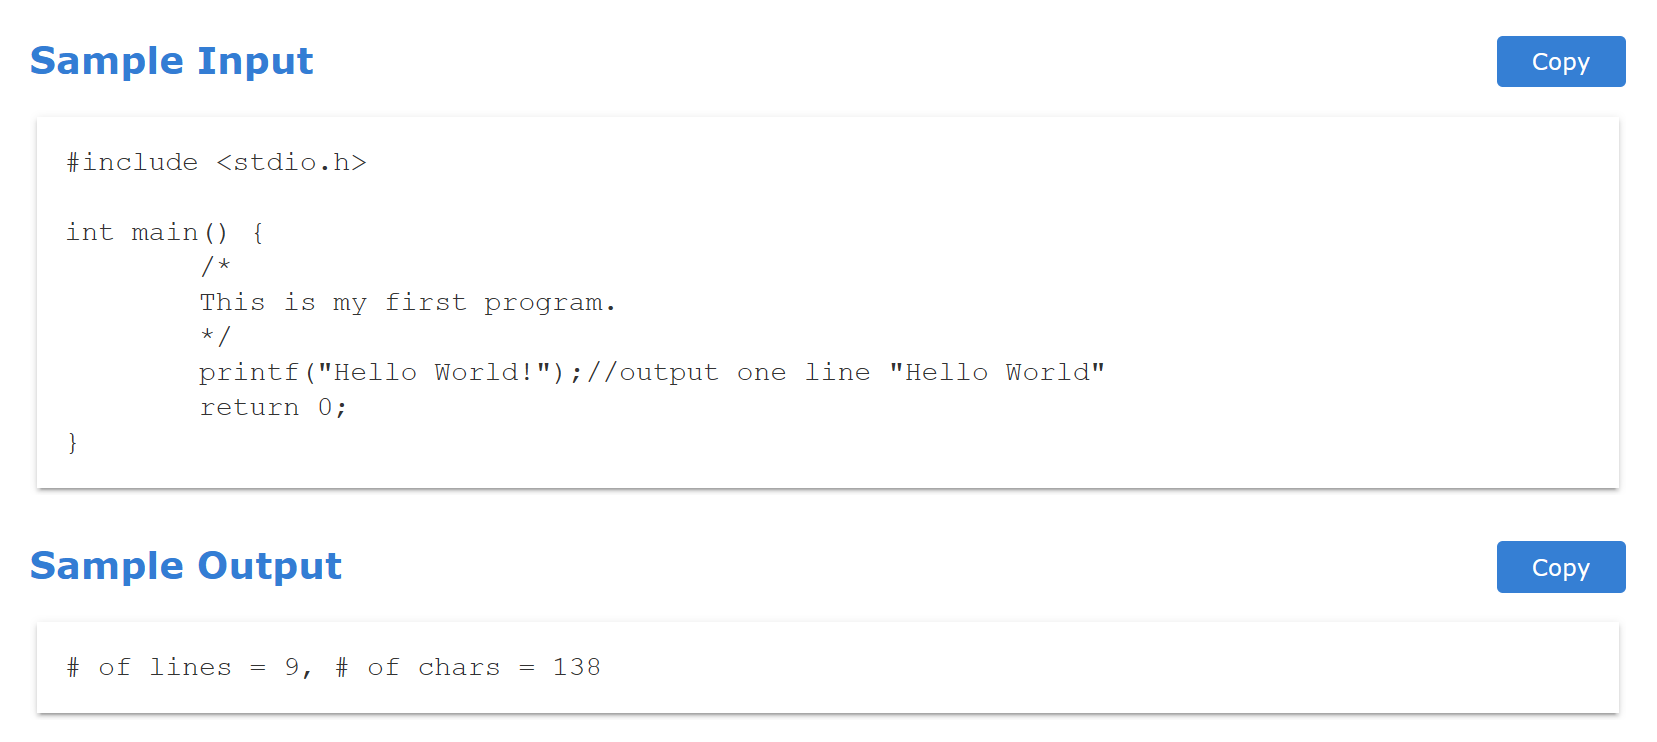 Sample Input
Copy
#include <stdio.h>

int main() {
        /*
        This is my first program.
        */
        printf("Hello World!");//output one line "Hello World"
        return 0;
}
Sample Output
Copy
# of lines = 9, # of chars = 138